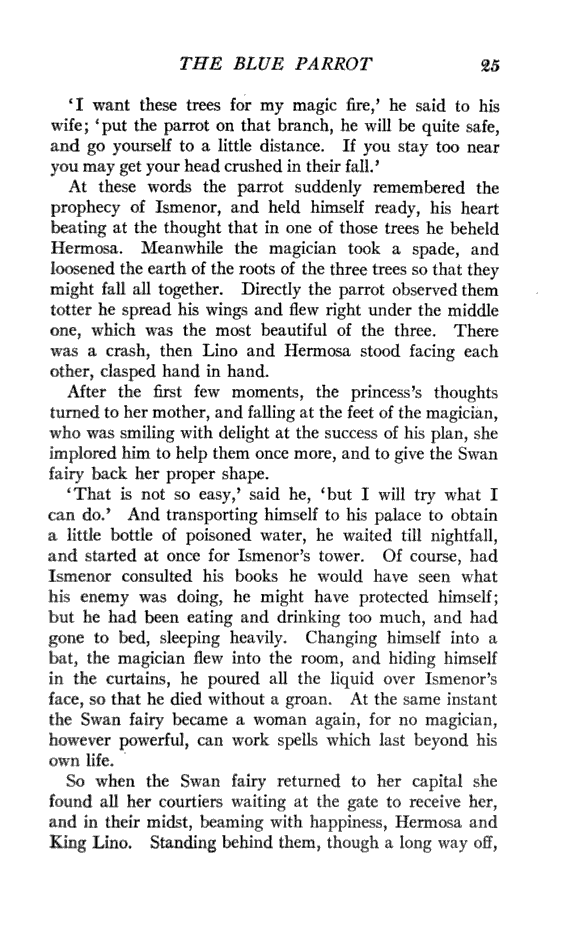 THE BLUE PARROT 25
‘I want these trees for my magic fire,’ he said to his
wife; ‘put the parrot on that branch, he will be quite safe,
and go yourself to a little distance. If you stay too near
you may get your head crushed in their fall.’
At these words the parrot suddenly remembered the
prophecy of Ismenor, and held himself ready, his heart
beating at the thought that in one of those trees he beheld
Hermosa. Meanwhile the magician took a spade, and
loosened the earth of the roots of the three trees so that they
might fall all together. Directly the parrot observed them
totter he spread his wings and flew right under the middle
one, which was the most beautiful of the three. There
was a crash, then Lino and Hermosa stood facing each
other, clasped hand in hand.
After the first few moments, the princess’s thoughts
turned to her mother, and falling at the feet of the magician,
who was smiling with delight at the success of his plan, she
implored him to help them once more, and to give the Swan
fairy back her proper shape.
‘That is not so easy,’ said he, ‘but I will try what I
can do.’ And transporting himself to his palace to obtain
a little bottle of poisoned water, he waited till nightfall,
and started at once for Ismenor’s tower. Of course, had
Ismenor consulted his books he would have seen what
his enemy was doing, he might have protected himself;
but he had been eating and drinking too much, and had
gone to bed, sleeping heavily. Changing himself into a
bat, the magician flew into the room, and hiding himself
in the curtains, he poured all the liquid over Ismenor’s
face, so that he died without a groan. At the same instant
the Swan fairy became a woman again, for no magician,
however powerful, can work spells which last beyond his
own life.
So when the Swan fairy returned to her capital she
found all her courtiers waiting at the gate to receive her,
and in their midst, beaming with happiness, Hermosa and
King Lino. Standing behind them, though a long way off,